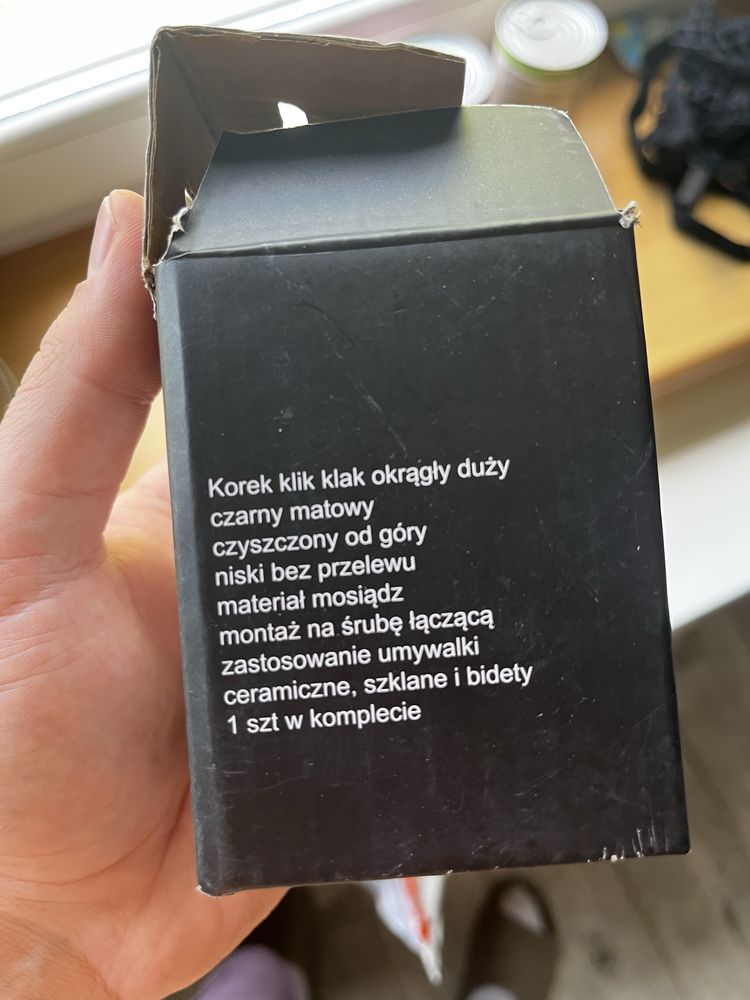 Korek klik klak okrągły duży
czarny matowy
czyszczony od góry
niski bez przelewu
materiał mosiądz
montaż na śrubę łączącą
zastosowanie umywalki
ceramiczne, szklane i bidety
1 szt w komplecie